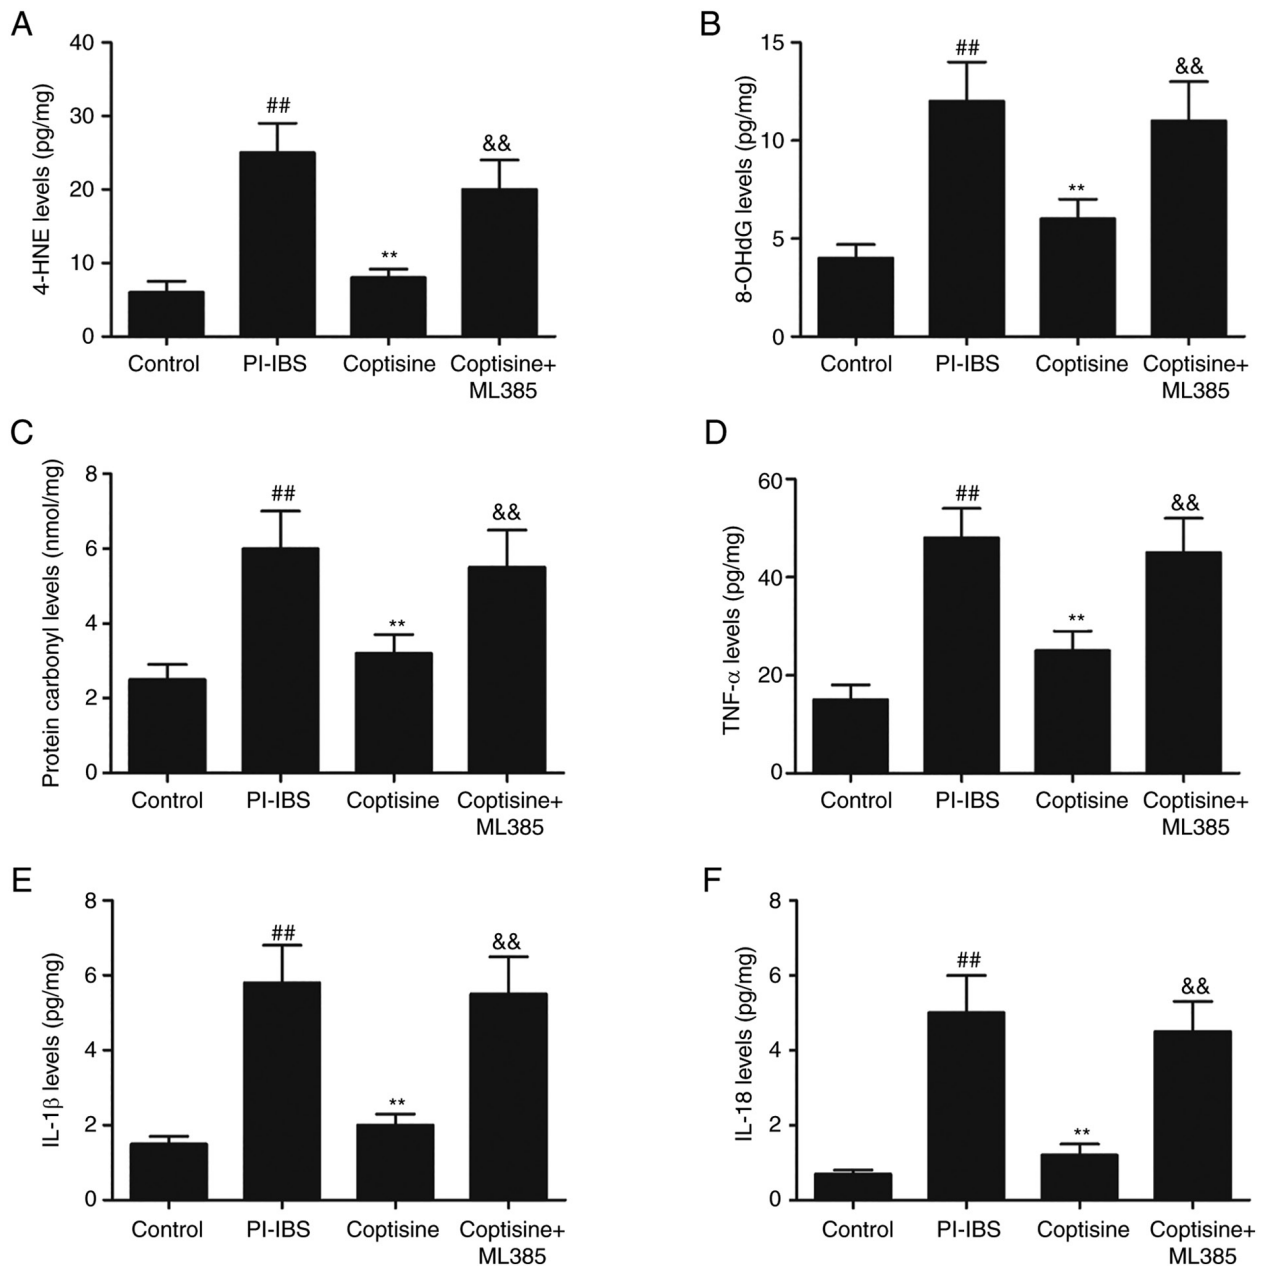 A
4-HNE levels (pg/mg)
40
30
20
10
0
##
**
&&
Control
PI-IBS
Coptisine
Coptisine+
ML385
B
8-OHdG levels (pg/mg)
15
10
5
0
##
**
&&
Control
PI-IBS
Coptisine
Coptisine+
ML385
C
Protein carbonyl levels (nmol/mg)
8
6
4
2
0
##
**
&&
Control
PI-IBS
Coptisine
Coptisine+
ML385
D
TNF-α levels (pg/mg)
60
40
20
0
##
**
&&
Control
PI-IBS
Coptisine
Coptisine+
ML385
E
IL-1β levels (pg/mg)
8
6
4
2
0
##
**
&&
Control
PI-IBS
Coptisine
Coptisine+
ML385
F
IL-18 levels (pg/mg)
8
6
4
2
0
##
**
&&
Control
PI-IBS
Coptisine
Coptisine+
ML385